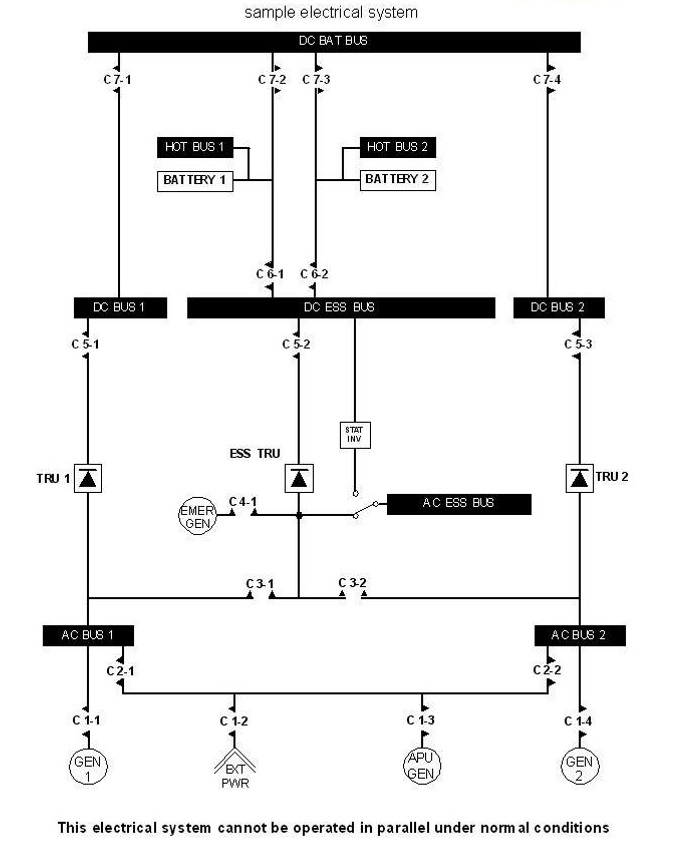 sample electrical system
DC BAT BUS
C 7-1
C 7-2
C 7-3
C 7-4
HOT BUS 1
HOT BUS 2
BATTERY 1
BATTERY 2
C 6-1
C 6-2
DC BUS 1
DC ESS BUS
DC BUS 2
C 5-1
C 5-2
C 5-3
STAT
INV
ESS TRU
TRU 1
TRU 2
C 4-1
AC ESS BUS
EMER
GEN
C 3-1
C 3-2
AC BUS 1
AC BUS 2
C 2-1
C 2-2
C 1-1
C 1-2
C 1-3
C 1-4
GEN
1
EXT
PWR
APU
GEN
GEN
2
This electrical system cannot be operated in parallel under normal conditions